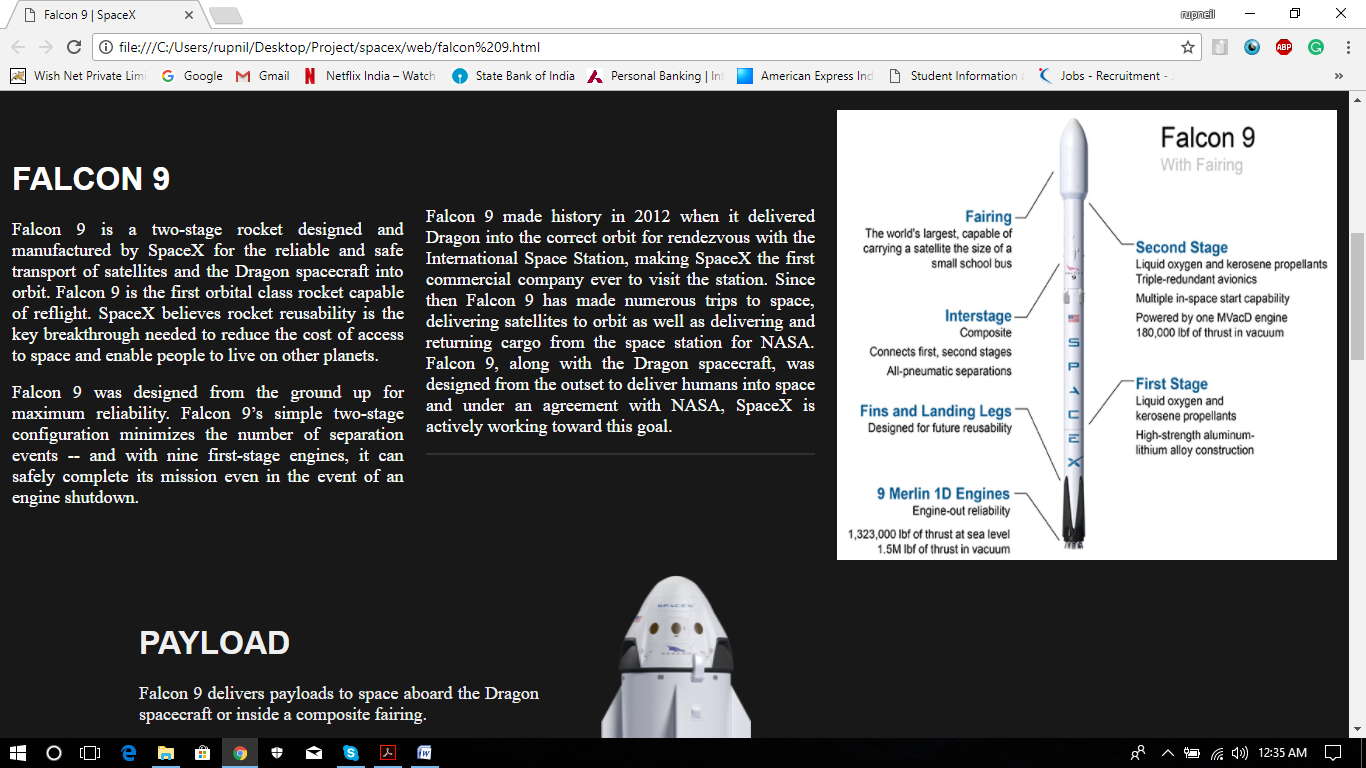 Falcon 9 | SpaceX
rupneil
file:///C:/Users/rupnil/Desktop/Project/spacex/web/falcon%209.html
ABP
Wish Net Private Lim
Google
Gmail
Netflix India – Watch
State Bank of India
Personal Banking | Int
American Express Ind
Student Information a
Jobs - Recruitment -
»
FALCON 9
Falcon 9 is a two-stage rocket designed and
manufactured by SpaceX for the reliable and safe
transport of satellites and the Dragon spacecraft into
orbit. Falcon 9 is the first orbital class rocket capable
of reflight. SpaceX believes rocket reusability is the
key breakthrough needed to reduce the cost of access
to space and enable people to live on other planets.
Falcon 9 was designed from the ground up for
maximum reliability. Falcon 9’s simple two-stage
configuration minimizes the number of separation
events -- and with nine first-stage engines, it can
safely complete its mission even in the event of an
engine shutdown.
Falcon 9 made history in 2012 when it delivered
Dragon into the correct orbit for rendezvous with the
International Space Station, making SpaceX the first
commercial company ever to visit the station. Since
then Falcon 9 has made numerous trips to space,
delivering satellites to orbit as well as delivering and
returning cargo from the space station for NASA.
Falcon 9, along with the Dragon spacecraft, was
designed from the outset to deliver humans into space
and under an agreement with NASA, SpaceX is
actively working toward this goal.
Falcon 9
With Fairing
Fairing
The world's largest, capable of
carrying a satellite the size of a
small school bus
Interstage
Composite
Connects first, second stages
All-pneumatic separations
Fins and Landing Legs
Designed for future reusability
9 Merlin 1D Engines
Engine-out reliability
1,323,000 lbf of thrust at sea level
1.5M lbf of thrust in vacuum
SPACEX
Second Stage
Liquid oxygen and kerosene propellants
Triple-redundant avionics
Multiple in-space start capability
Powered by one MVacD engine
180,000 lbf of thrust in vacuum
First Stage
Liquid oxygen and
kerosene propellants
High-strength aluminum-
lithium alloy construction
PAYLOAD
Falcon 9 delivers payloads to space aboard the Dragon
spacecraft or inside a composite fairing.
SPACEX
12:35 AM